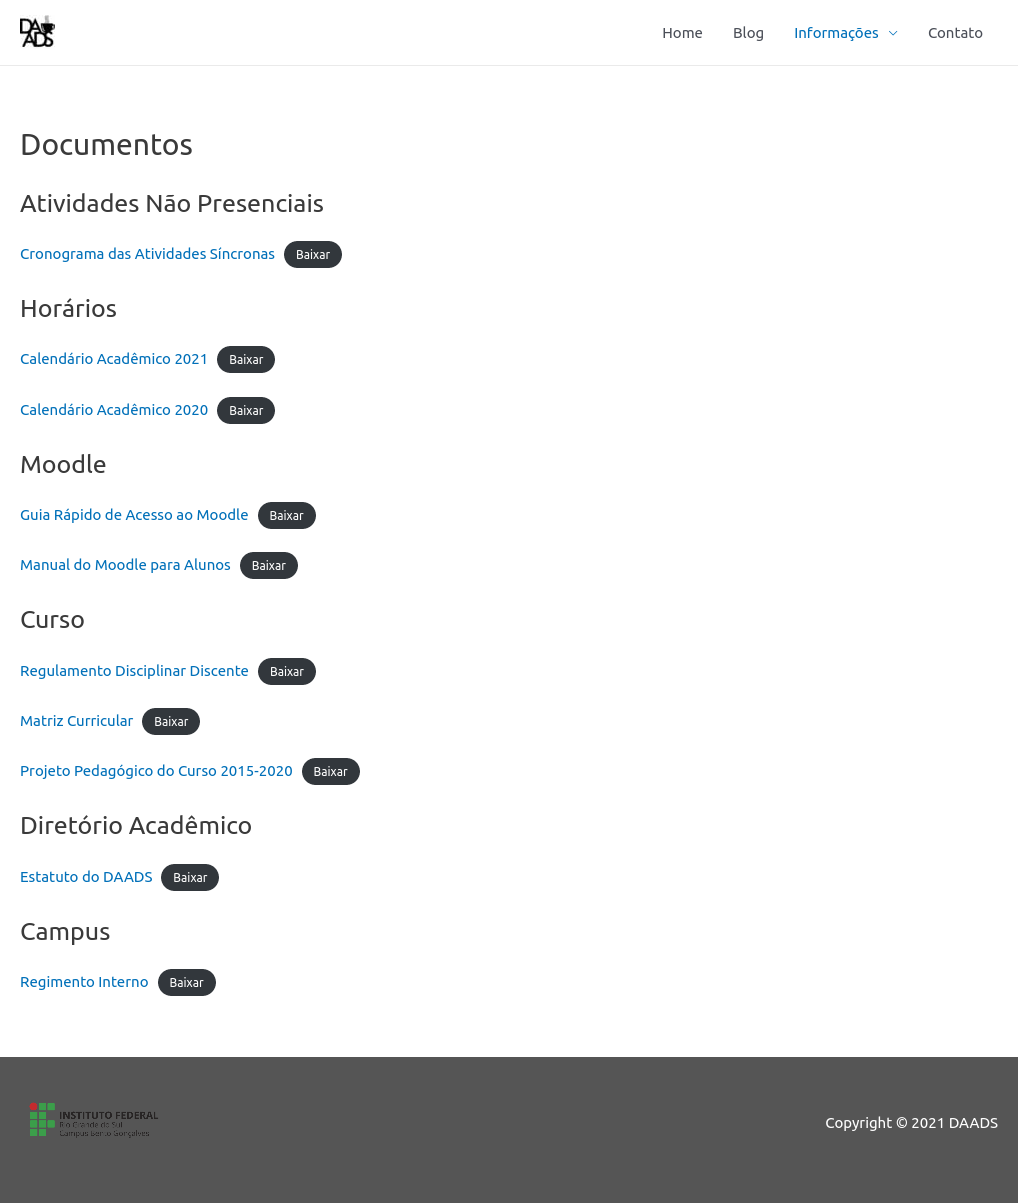 DA
ADS
Home Blog Informações Contato
Documentos
Atividades Não Presenciais
Cronograma das Atividades Síncronas Baixar
Horários
Calendário Acadêmico 2021 Baixar
Calendário Acadêmico 2020 Baixar
Moodle
Guia Rápido de Acesso ao Moodle Baixar
Manual do Moodle para Alunos Baixar
Curso
Regulamento Disciplinar Discente Baixar
Matriz Curricular Baixar
Projeto Pedagógico do Curso 2015-2020 Baixar
Diretório Acadêmico
Estatuto do DAADS Baixar
Campus
Regimento Interno Baixar
INSTITUTO FEDERAL
Rio Grande do Sul
Campus Bento Gonçalves
Copyright © 2021 DAADS